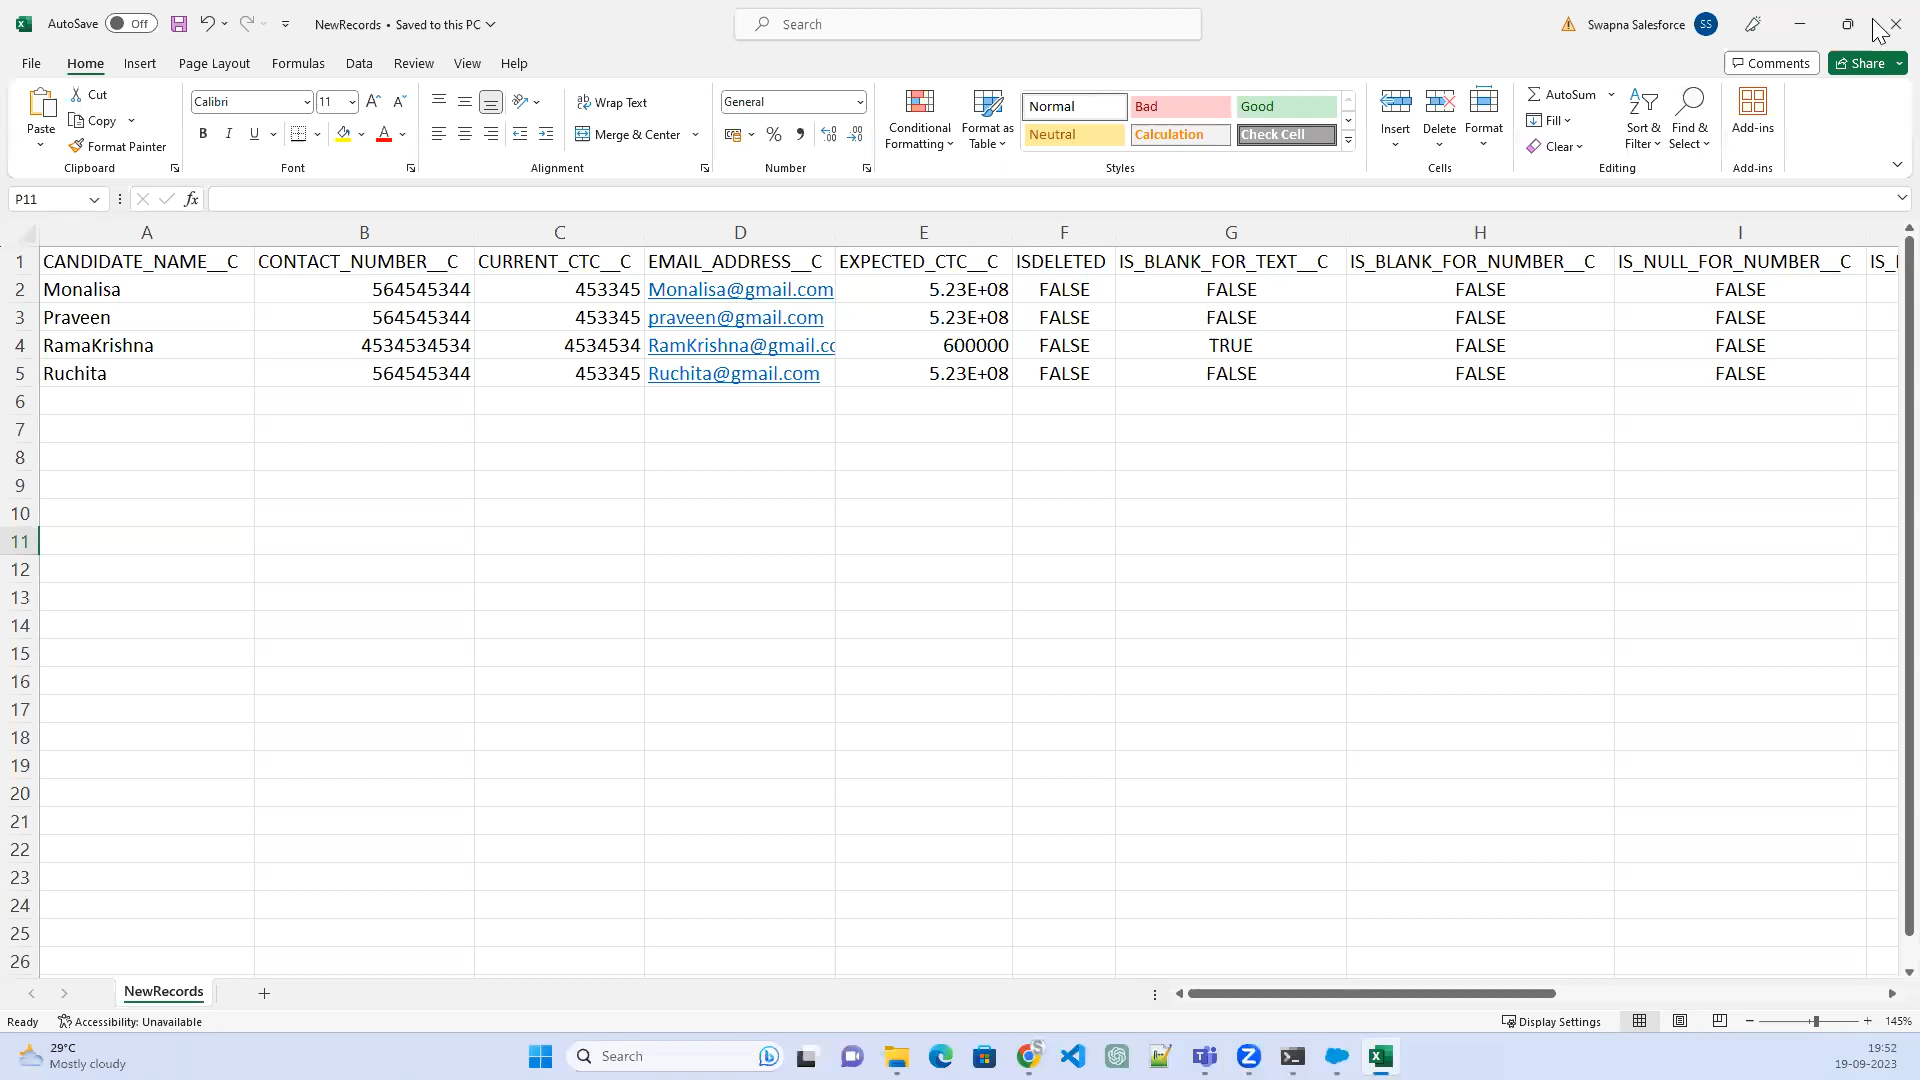 AutoSave Off NewRecords • Saved to this PC Search Swapna Salesforce SS
File Home Insert Page Layout Formulas Data Review View Help Comments Share
Paste Cut Copy Format Painter Clipboard
Calibri 11 B I U A Font
Wrap Text Merge & Center Alignment
General % Number
Conditional Formatting Format as Table Normal Bad Good Neutral Calculation Check Cell Styles
Insert Delete Format Cells
AutoSum Fill Clear Sort & Filter Find & Select Editing
Add-ins Add-ins
P11 fx
A B C D E F G H I
1 CANDIDATE_NAME__C CONTACT_NUMBER__C CURRENT_CTC__C EMAIL_ADDRESS__C EXPECTED_CTC__C ISDELETED IS_BLANK_FOR_TEXT__C IS_BLANK_FOR_NUMBER__C IS_NULL_FOR_NUMBER__C
2 Monalisa 564545344 453345 Monalisa@gmail.com 5.23E+08 FALSE FALSE FALSE FALSE
3 Praveen 564545344 453345 praveen@gmail.com 5.23E+08 FALSE FALSE FALSE FALSE
4 RamaKrishna 4534534534 4534534 RamKrishna@gmail.co 600000 FALSE TRUE FALSE FALSE
5 Ruchita 564545344 453345 Ruchita@gmail.com 5.23E+08 FALSE FALSE FALSE FALSE
6
7
8
9
10
11
12
13
14
15
16
17
18
19
20
21
22
23
24
25
26
NewRecords
Ready Accessibility: Unavailable Display Settings 145%
29°C
Mostly cloudy
Search
19:52
19-09-2023